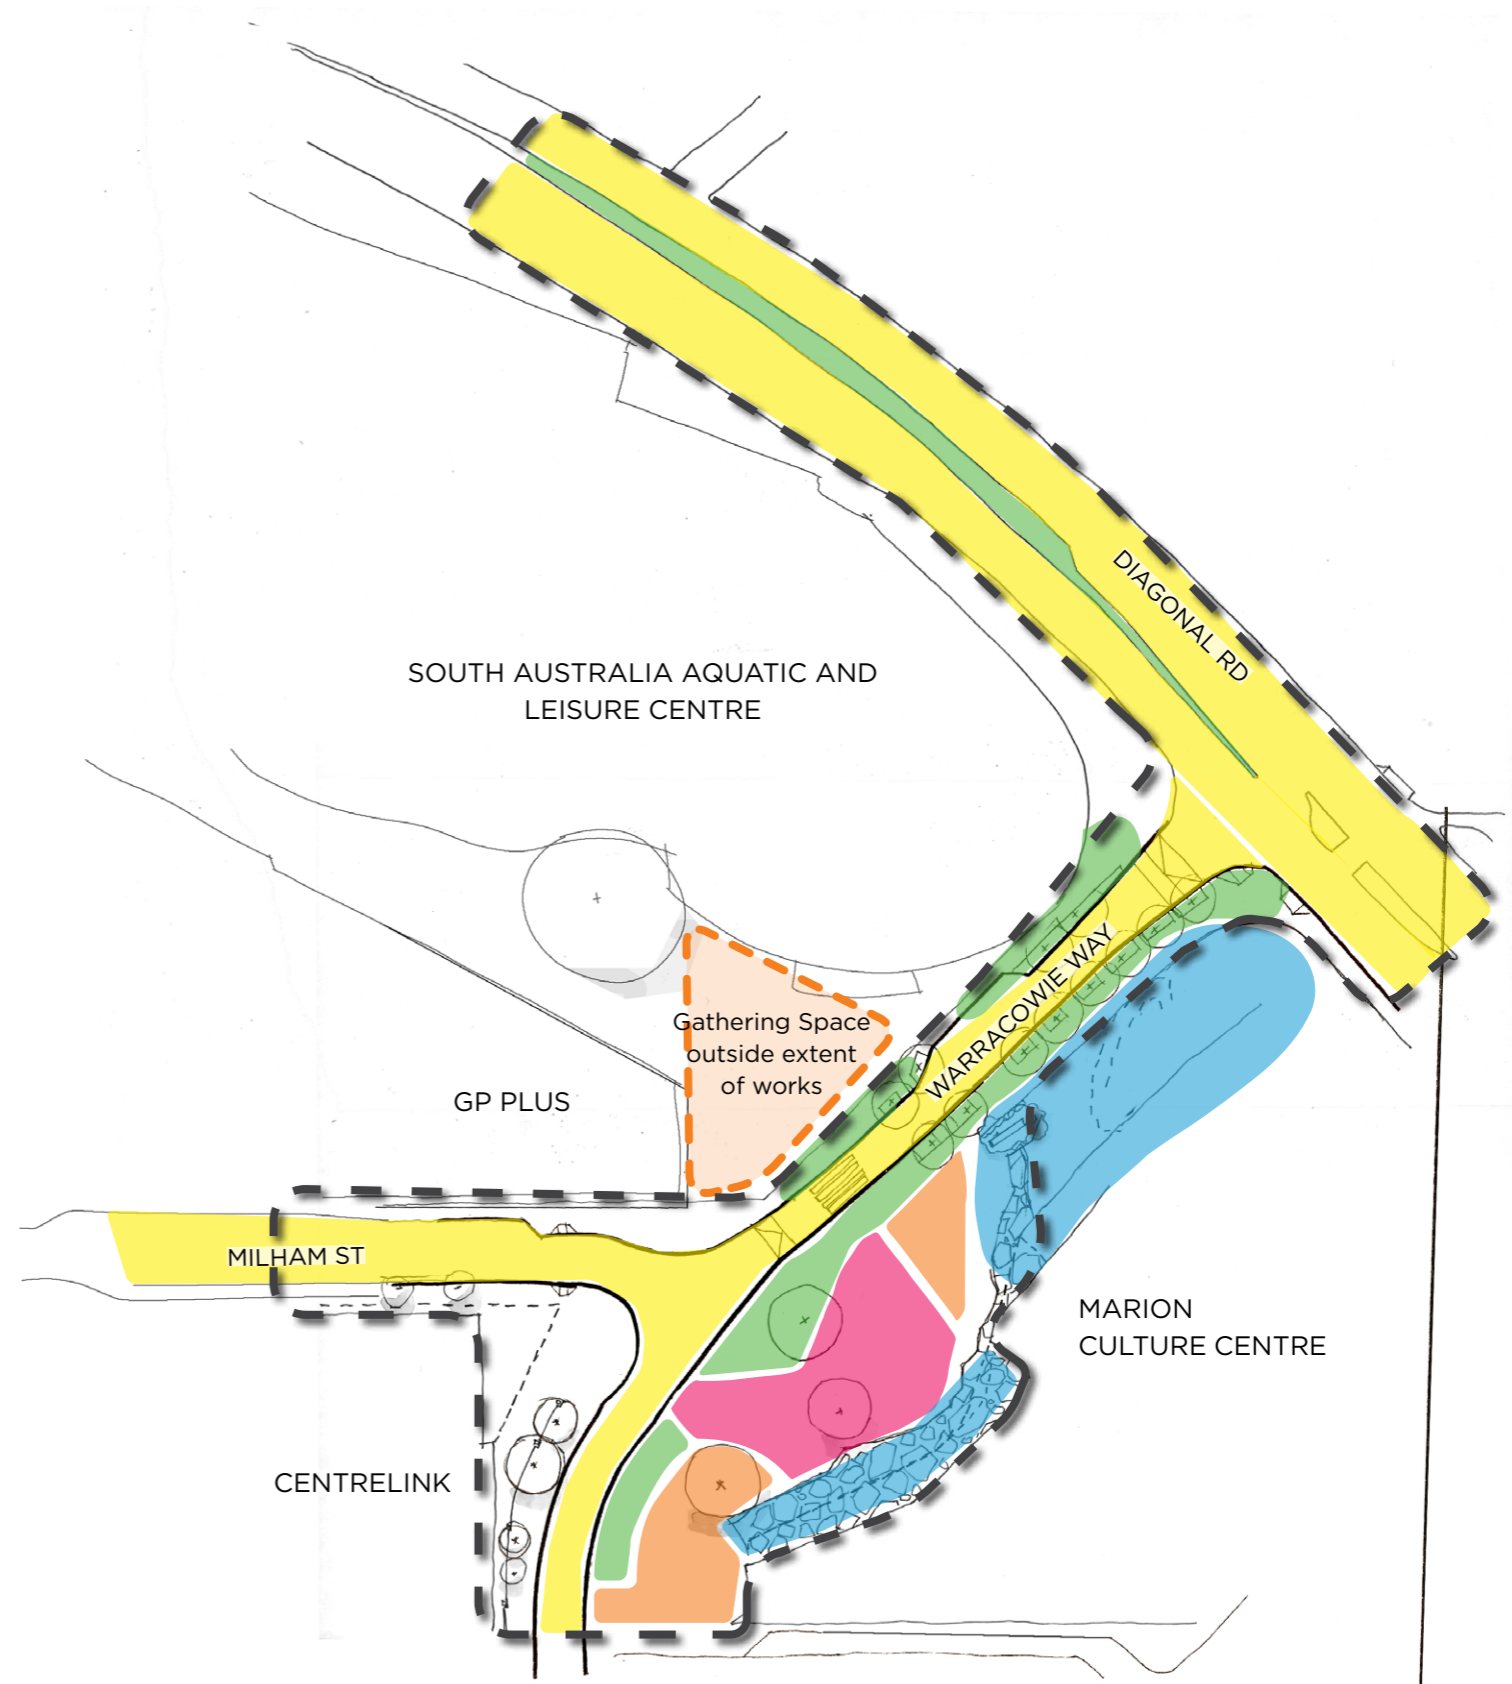 DIAGONAL RD
SOUTH AUSTRALIA AQUATIC AND
LEISURE CENTRE
WARRACOWIE WAY
Gathering Space
outside extent
of works
GP PLUS
MILHAM ST
MARION
CULTURE CENTRE
CENTRELINK